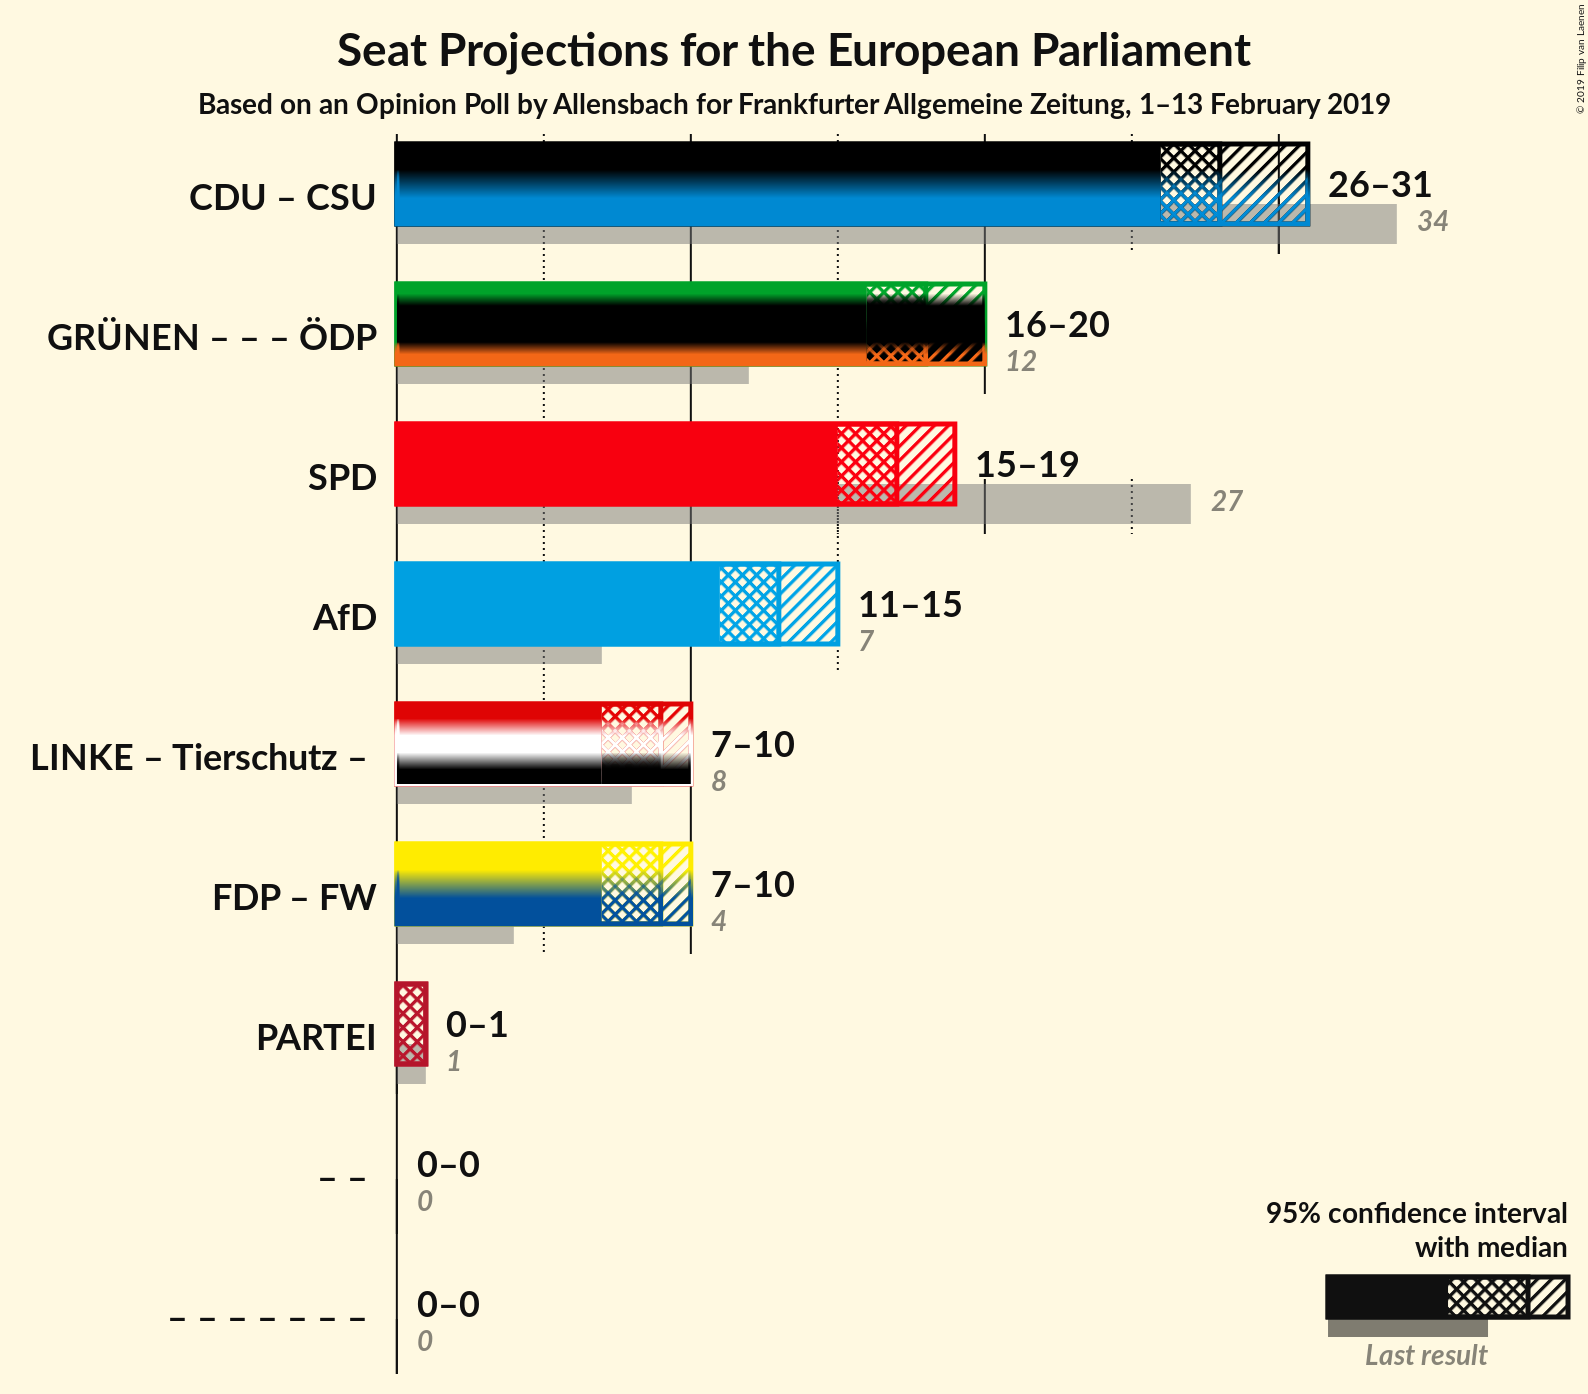 Seat Projections for the European Parliament
Based on an Opinion Poll by Allensbach for Frankfurter Allgemeine Zeitung, 1–13 February 2019
© 2019 Filip van Laenen
CDU – CSU
26–31
34
GRÜNEN – – – ÖDP
16–20
12
SPD
15–19
27
AfD
11–15
7
LINKE – Tierschutz –
7–10
8
FDP – FW
7–10
4
PARTEI
0–1
1
– –
0–0
0
– – – – – – –
0–0
0
95% confidence interval
with median
Last result